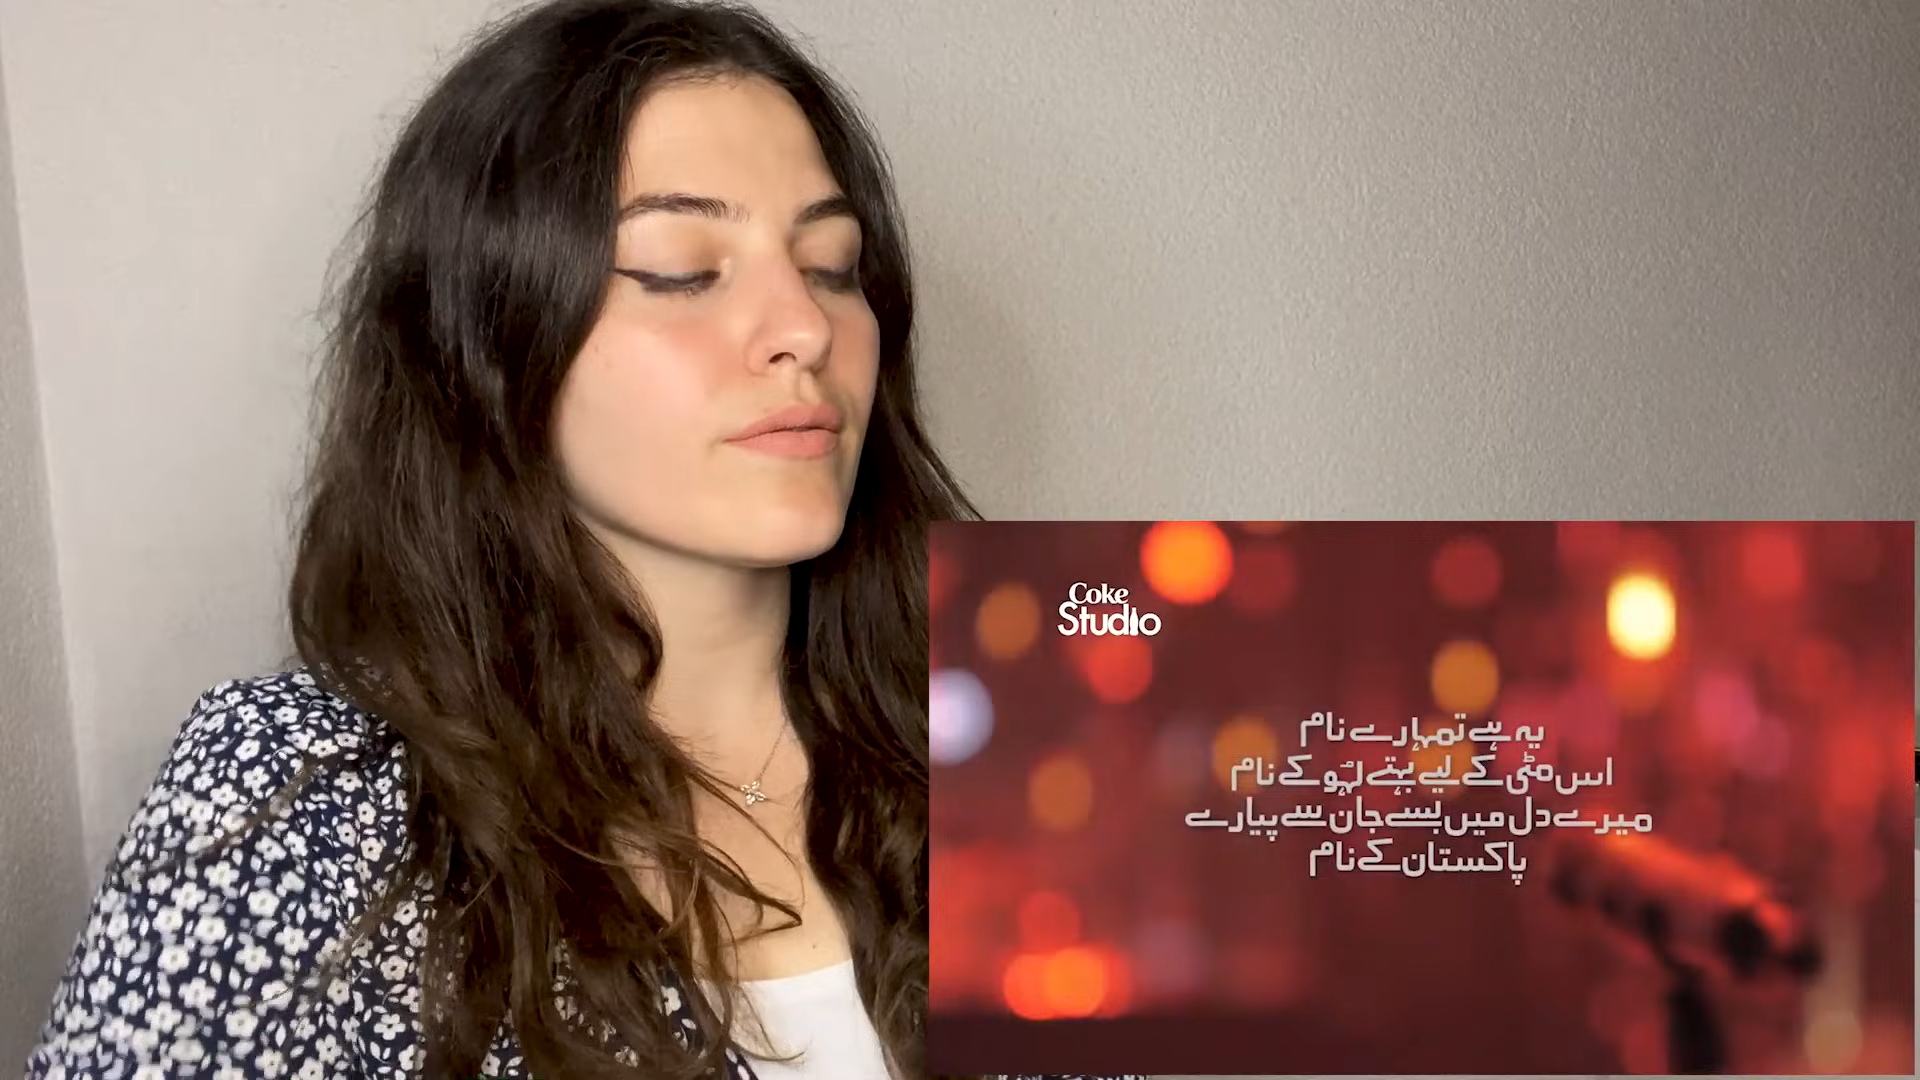 Coke
Studio
یہ ہے تمہارے نام
اس مٹی کے لیے بہتے لہو کے نام
میرے دل میں بسے جان سے پیارے
پاکستان کے نام